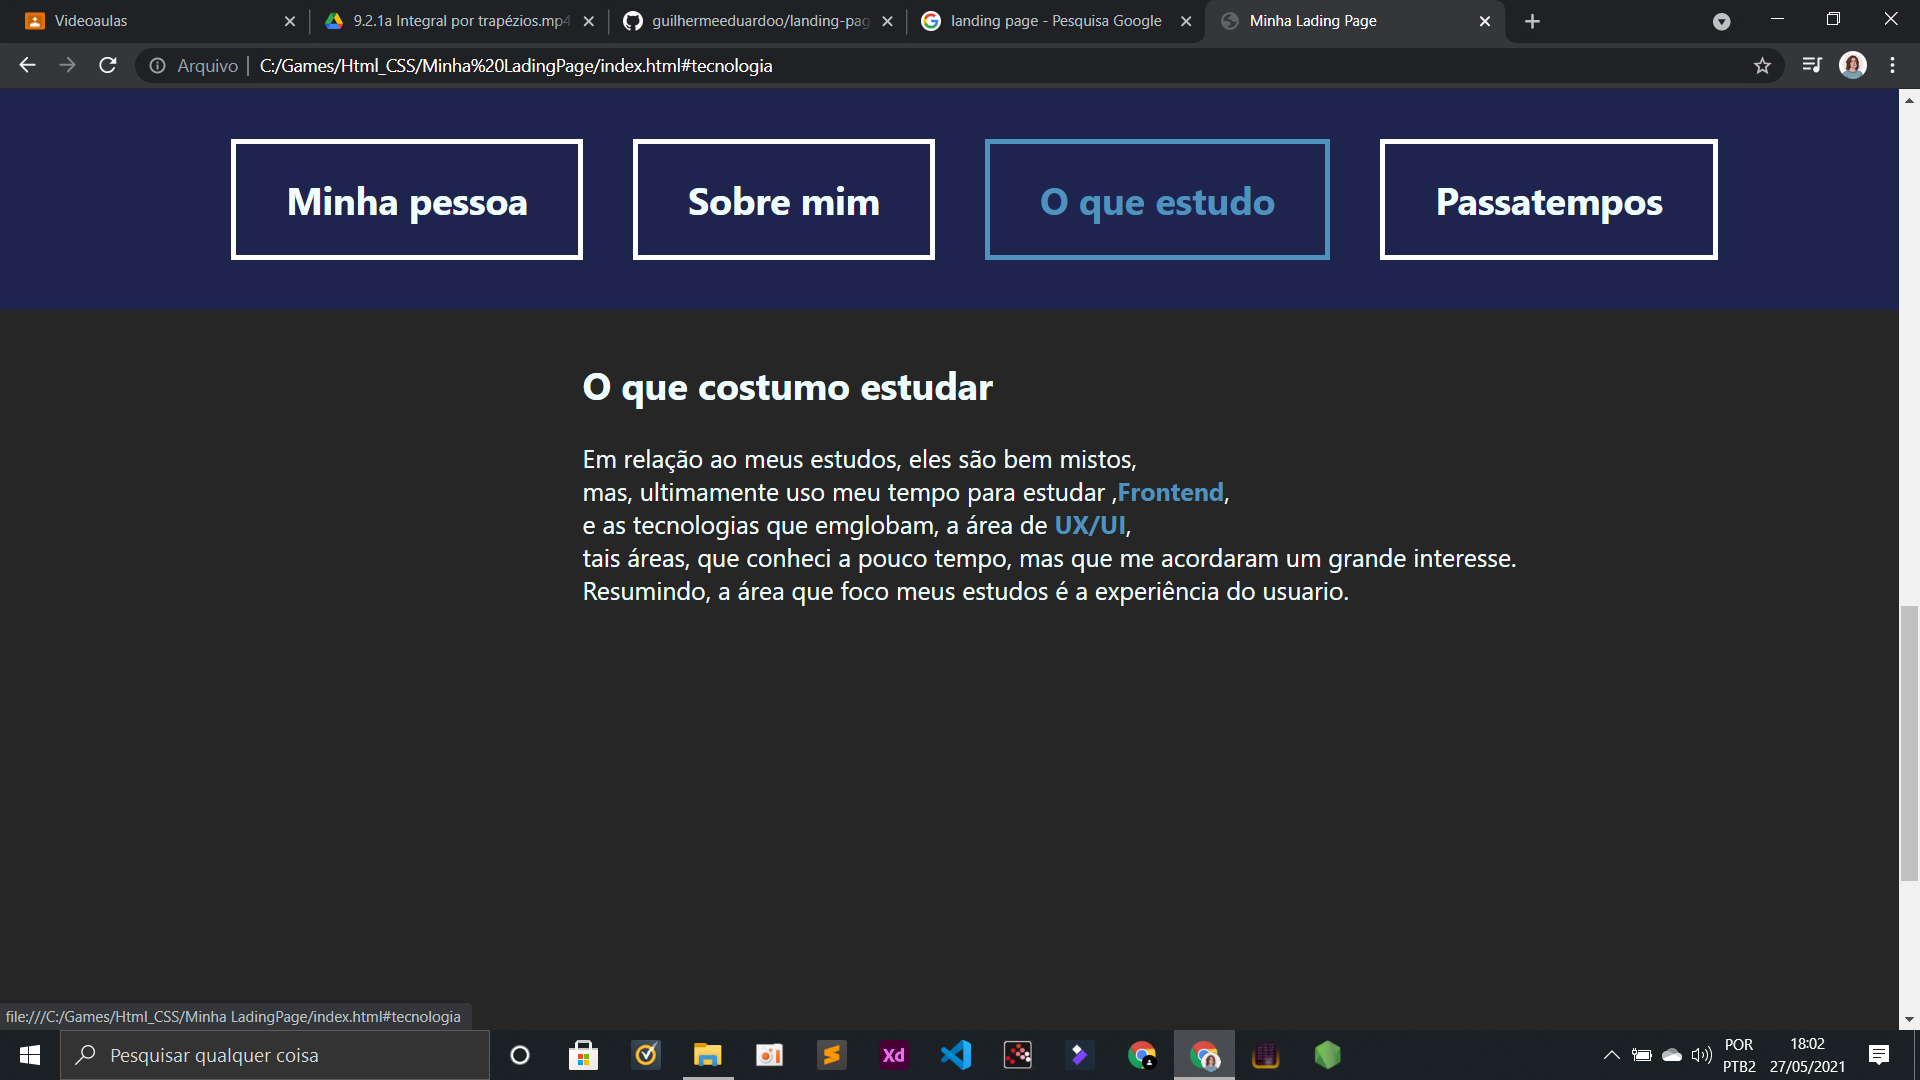 Videoaulas
9.2.1a Integral por trapézios.mp4
guilhermeeduardoo/landing-pag
landing page - Pesquisa Google
Minha Lading Page
Arquivo
C:/Games/Html_CSS/Minha%20LadingPage/index.html#tecnologia
Minha pessoa
Sobre mim
O que estudo
Passatempos
O que costumo estudar
Em relação ao meus estudos, eles são bem mistos,
mas, ultimamente uso meu tempo para estudar ,Frontend,
e as tecnologias que emglobam, a área de UX/UI,
tais áreas, que conheci a pouco tempo, mas que me acordaram um grande interesse.
Resumindo, a área que foco meus estudos é a experiência do usuario.
file:///C:/Games/Html_CSS/Minha LadingPage/index.html#tecnologia
Pesquisar qualquer coisa
Xd
POR
PTB2
18:02
27/05/2021